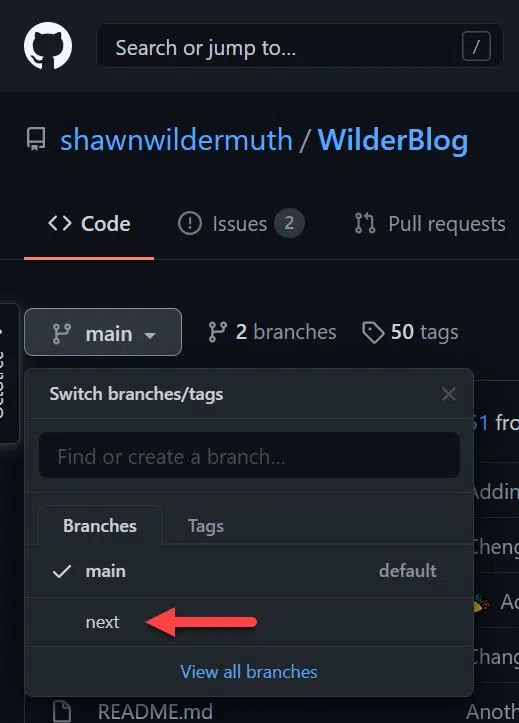 Search or jump to... /
shawnwildermuth / WilderBlog
Code Issues 2 Pull requests
main 2 branches 50 tags
Octotree
Switch branches/tags
51 fro
Find or create a branch...
Addin
Branches Tags
Cheng
main default
Ad
next
Chang
View all branches
README.md Anoth